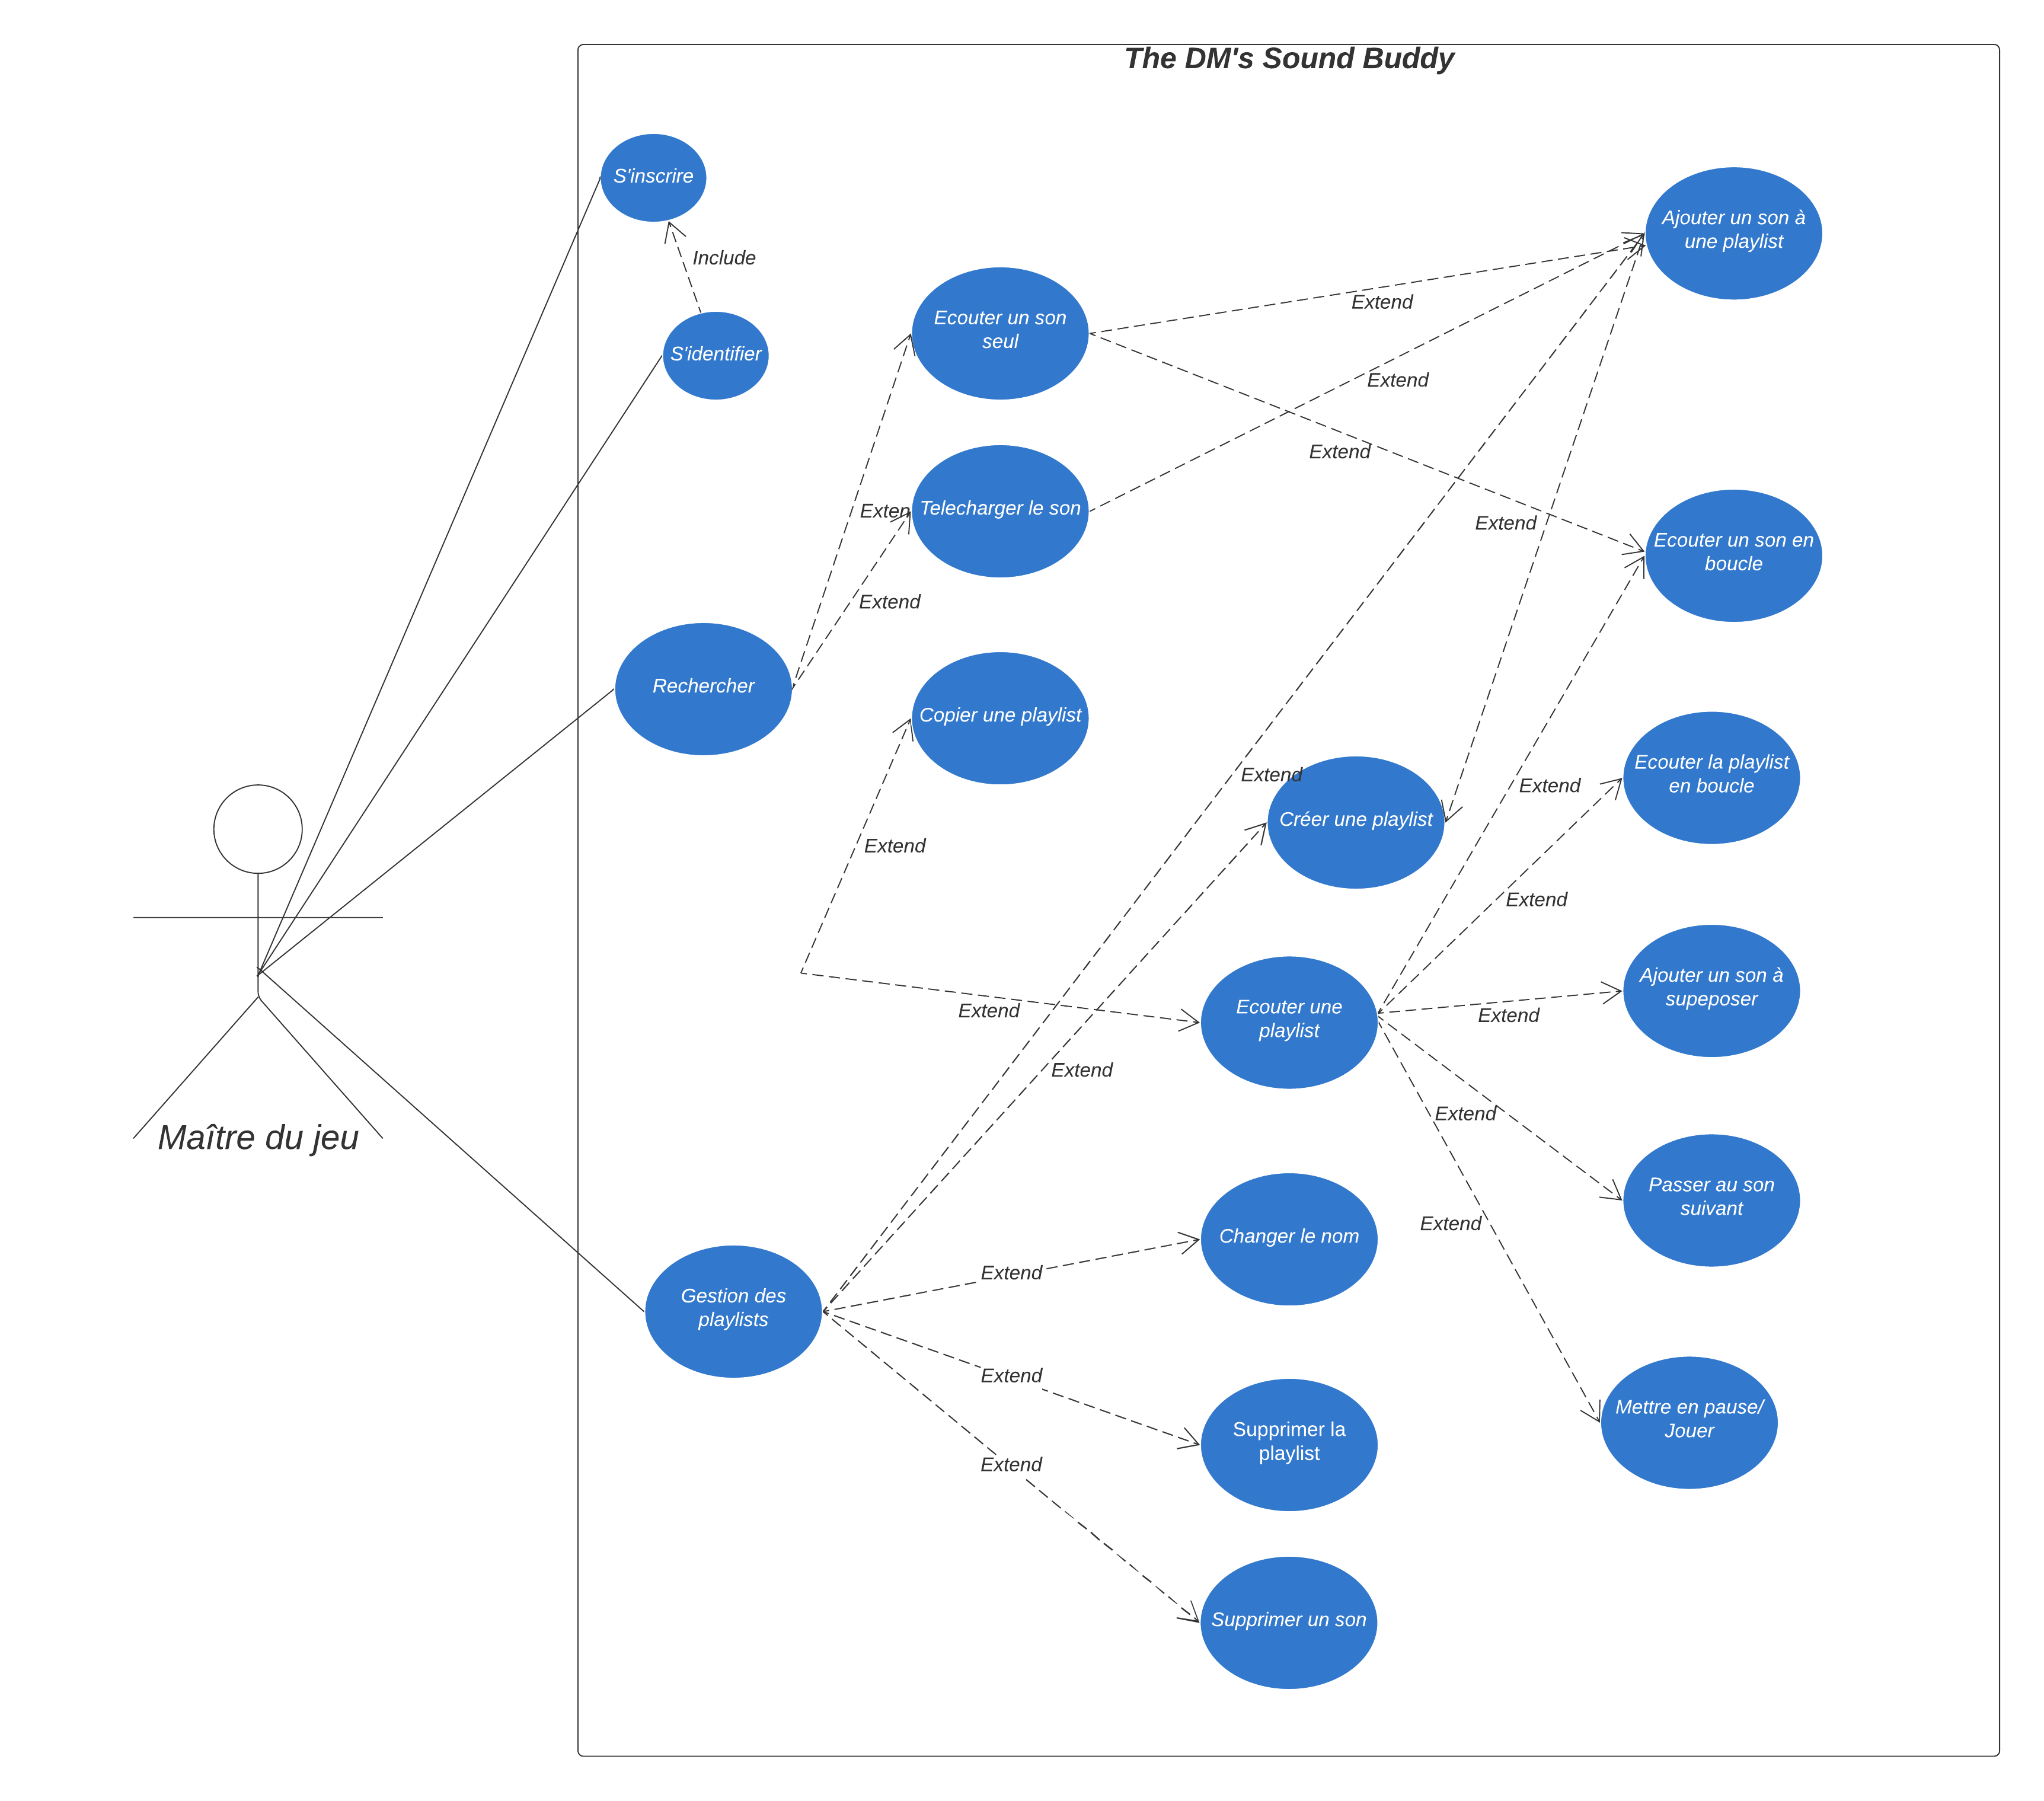 The DM's Sound Buddy
S'inscrire
Include
S'identifier
Ecouter un son
seul
Ajouter un son à
une playlist
Extend
Extend
Extend
Exten
Telecharger le son
Extend
Ecouter un son en
boucle
Extend
Rechercher
Copier une playlist
Extend
Créer une playlist
Extend
Ecouter la playlist
en boucle
Extend
Extend
Ajouter un son à
supeposer
Extend
Ecouter une
playlist
Extend
Extend
Extend
Maître du jeu
Passer au son
suivant
Extend
Changer le nom
Extend
Gestion des
playlists
Extend
Mettre en pause/
Jouer
Supprimer la
playlist
Extend
Supprimer un son